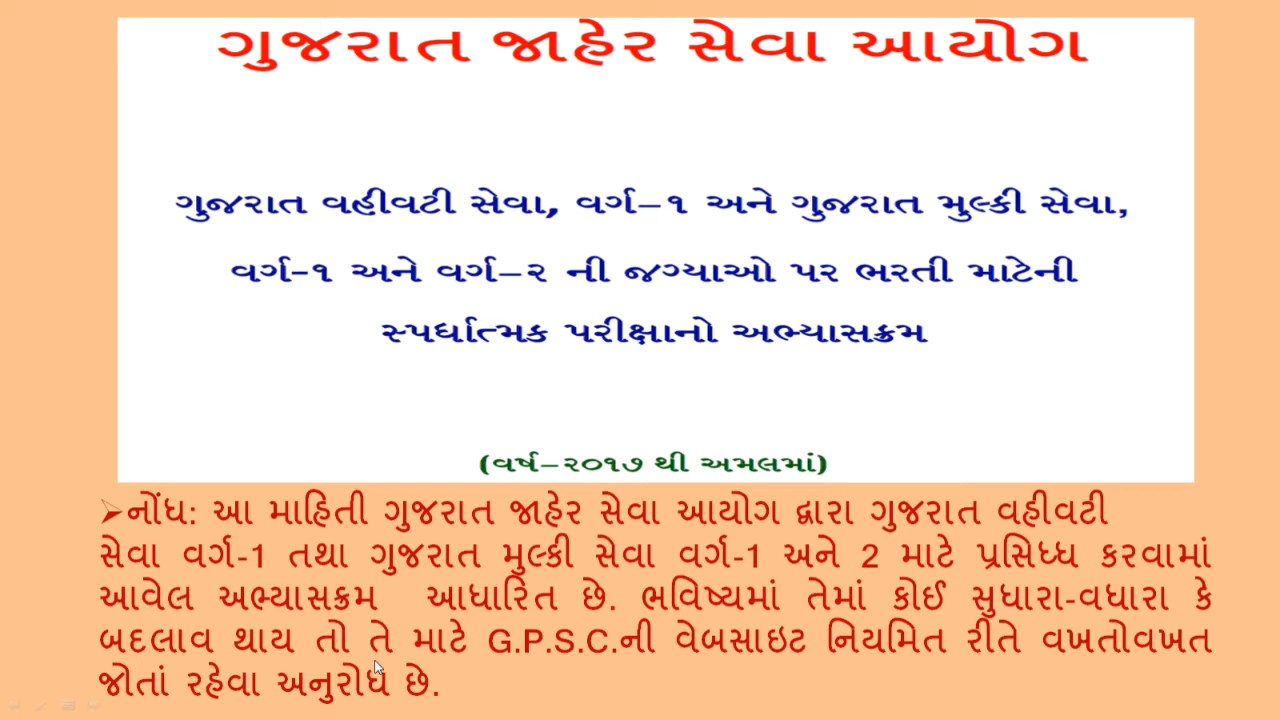 ગુજરાત જાહેર સેવા આયોગ
ગુજરાત વહીવટી સેવા, વર્ગ–૧ અને ગુજરાત મુલ્કી સેવા,
વર્ગ-૧ અને વર્ગ–૨ ની જગ્યાઓ પર ભરતી માટેની
સ્પર્ધાત્મક પરીક્ષાનો અભ્યાસક્રમ
(વર્ષ–૨૦૧૭ થી અમલમાં)
➢નોંધ: આ માહિતી ગુજરાત જાહેર સેવા આયોગ દ્વારા ગુજરાત વહીવટી
સેવા વર્ગ-1 તથા ગુજરાત મુલ્કી સેવા વર્ગ-1 અને 2 માટે પ્રસિધ્ધ કરવામાં
આવેલ અભ્યાસક્રમ આધારિત છે. ભવિષ્યમાં તેમાં કોઈ સુધારા-વધારા કે
બદલાવ થાય તો તે માટે G.P.S.C.ની વેબસાઇટ નિયમિત રીતે વખતોવખત
જોતાં રહેવા અનુરોધ છે.